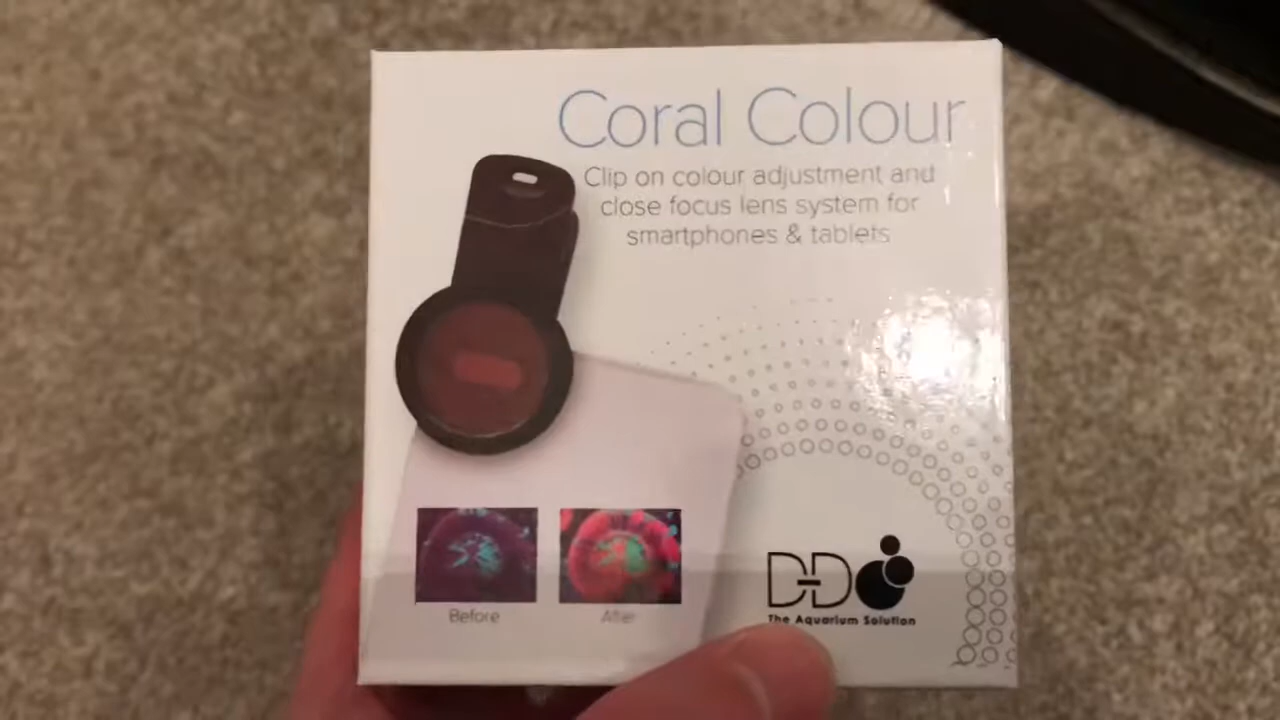 Coral Colour
Clip on colour adjustment and
close focus lens system for
smartphones & tablets
Before
After
D-D
The Aquarium Solution